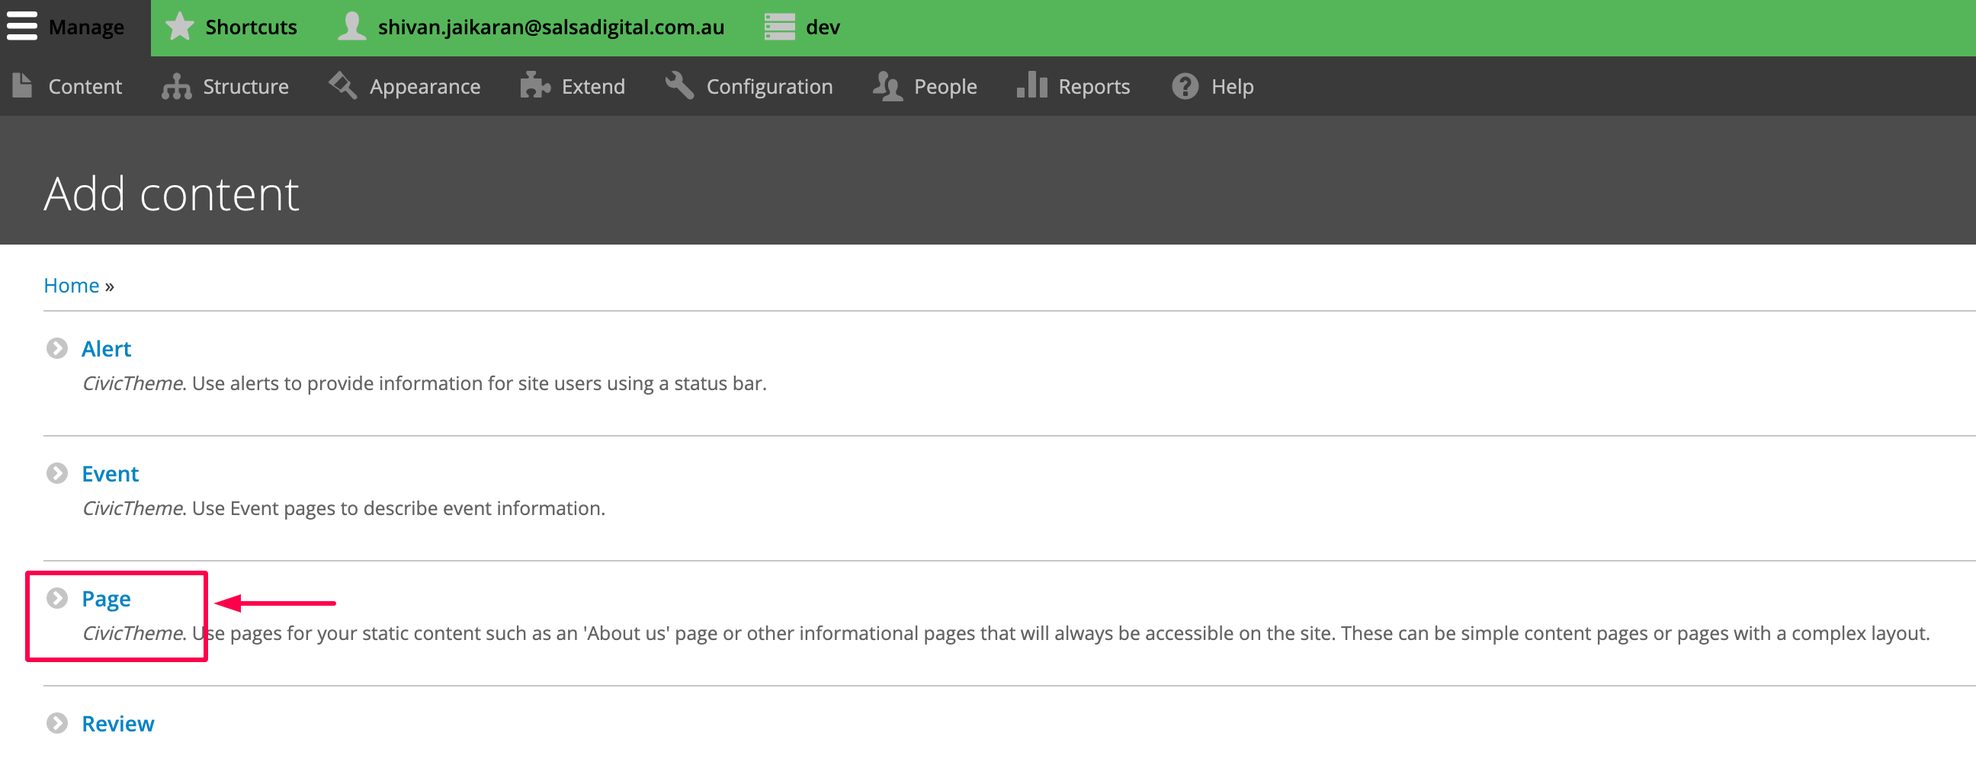 Manage Shortcuts shivan.jaikaran@salsadigital.com.au dev
Content Structure Appearance Extend Configuration People Reports Help
Add content
Home »
Alert
CivicTheme. Use alerts to provide information for site users using a status bar.
Event
CivicTheme. Use Event pages to describe event information.
Page
CivicTheme. Use pages for your static content such as an 'About us' page or other informational pages that will always be accessible on the site. These can be simple content pages or pages with a complex layout.
Review